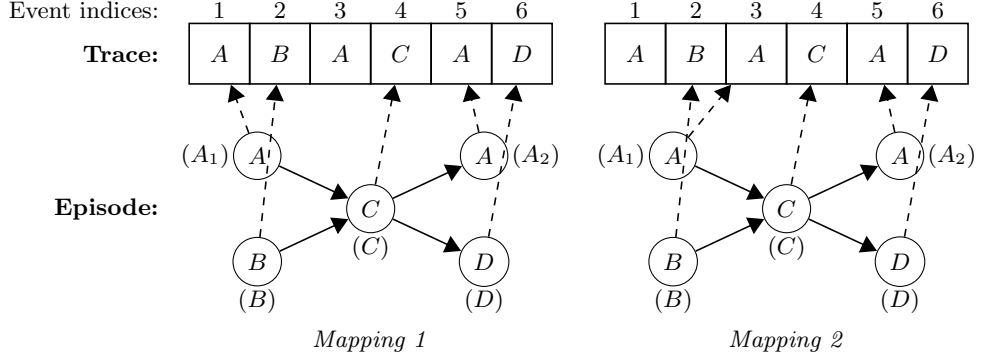 Event indices: 1 2 3 4 5 6 1 2 3 4 5 6
Trace: A B A C A D A B A C A D
(A₁) A A (A₂) (A₁) A A (A₂)
Episode: C C
(C) (C)
B D B D
(B) (D) (B) (D)
Mapping 1 Mapping 2